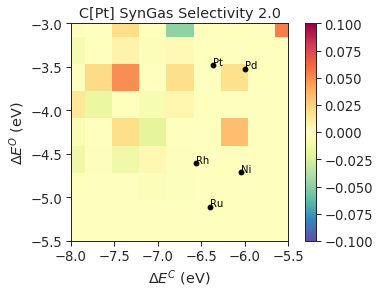 C[Pt] SynGas Selectivity 2.0
−3.0
−3.5
−4.0
−4.5
−5.0
−5.5
ΔE^O (eV)
Pt
Pd
Rh
Ni
Ru
−8.0 −7.5 −7.0 −6.5 −6.0 −5.5
ΔE^C (eV)
0.100
0.075
0.050
0.025
0.000
−0.025
−0.050
−0.075
−0.100